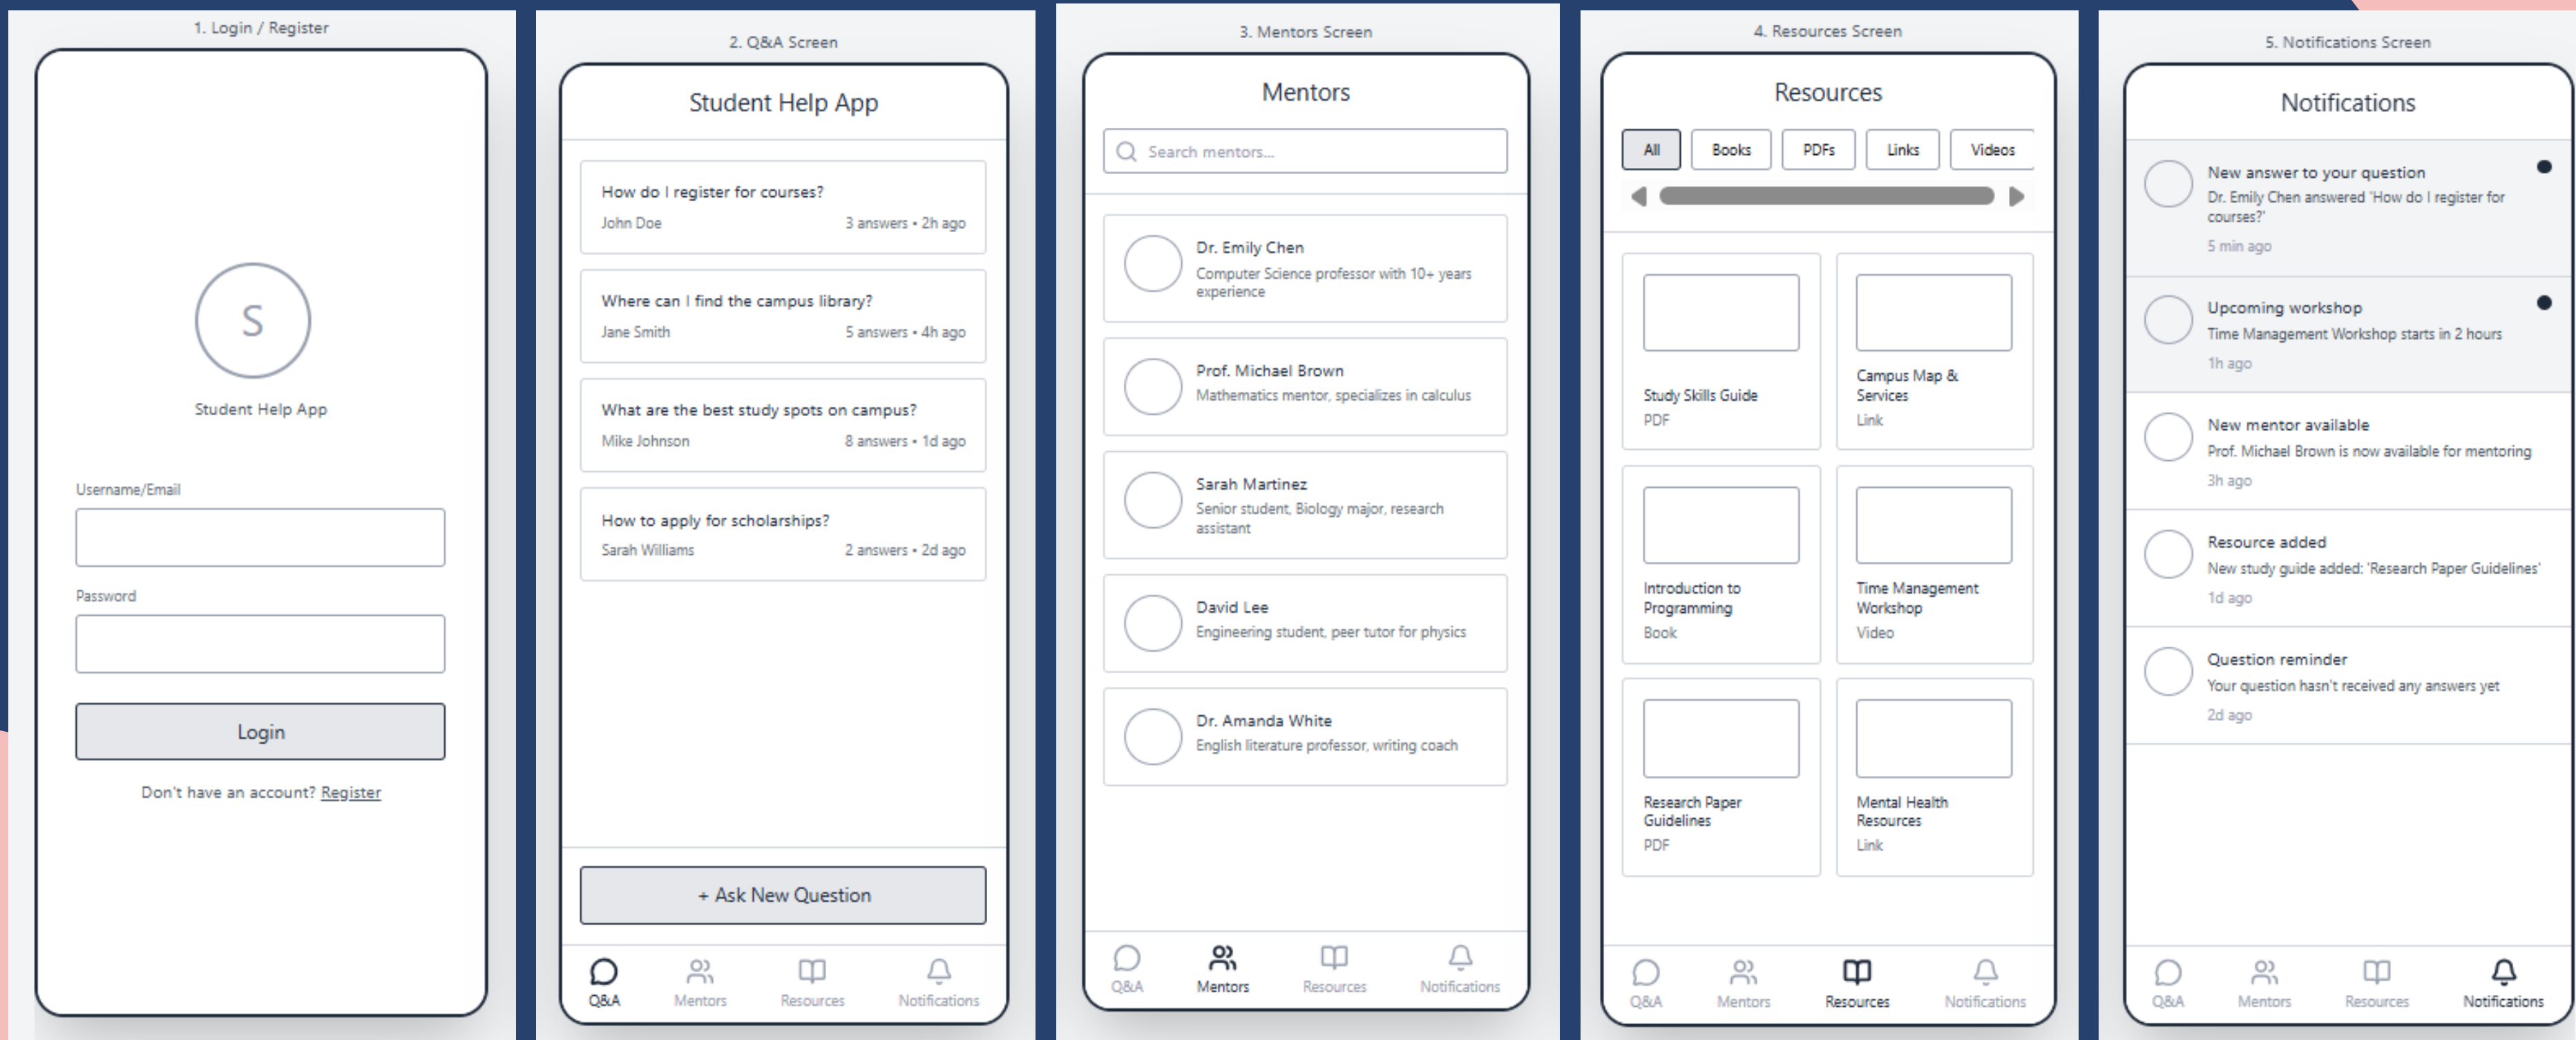 1. Login / Register
S
Student Help App
Username/Email
Password
Login
Don't have an account? Register
2. Q&A Screen
Student Help App
How do I register for courses?
John Doe 3 answers • 2h ago
Where can I find the campus library?
Jane Smith 5 answers • 4h ago
What are the best study spots on campus?
Mike Johnson 8 answers • 1d ago
How to apply for scholarships?
Sarah Williams 2 answers • 2d ago
+ Ask New Question
Q&A Mentors Resources Notifications
3. Mentors Screen
Mentors
Search mentors...
Dr. Emily Chen
Computer Science professor with 10+ years
experience
Prof. Michael Brown
Mathematics mentor, specializes in calculus
Sarah Martinez
Senior student, Biology major, research
assistant
David Lee
Engineering student, peer tutor for physics
Dr. Amanda White
English literature professor, writing coach
Q&A Mentors Resources Notifications
4. Resources Screen
Resources
All Books PDFs Links Videos
Study Skills Guide
PDF
Campus Map &
Services
Link
Introduction to
Programming
Book
Time Management
Workshop
Video
Research Paper
Guidelines
PDF
Mental Health
Resources
Link
Q&A Mentors Resources Notifications
5. Notifications Screen
Notifications
New answer to your question
Dr. Emily Chen answered 'How do I register for
courses?'
5 min ago
Upcoming workshop
Time Management Workshop starts in 2 hours
1h ago
New mentor available
Prof. Michael Brown is now available for mentoring
3h ago
Resource added
New study guide added: 'Research Paper Guidelines'
1d ago
Question reminder
Your question hasn't received any answers yet
2d ago
Q&A Mentors Resources Notifications